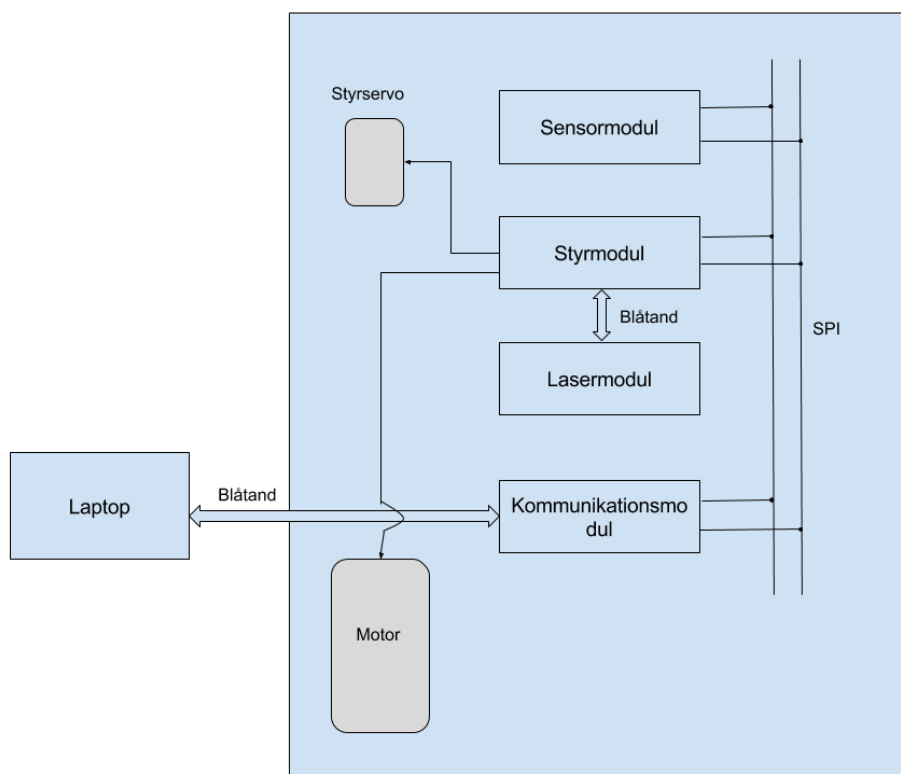 Styrservo
Sensormodul
Styrmodul
Blåtand
SPI
Lasermodul
Laptop
Blåtand
Kommunikationsmo
dul
Motor